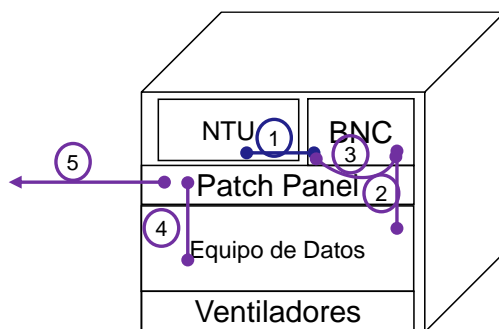 NTU
1
BNC
3
5
Patch Panel
2
4
Equipo de Datos
Ventiladores